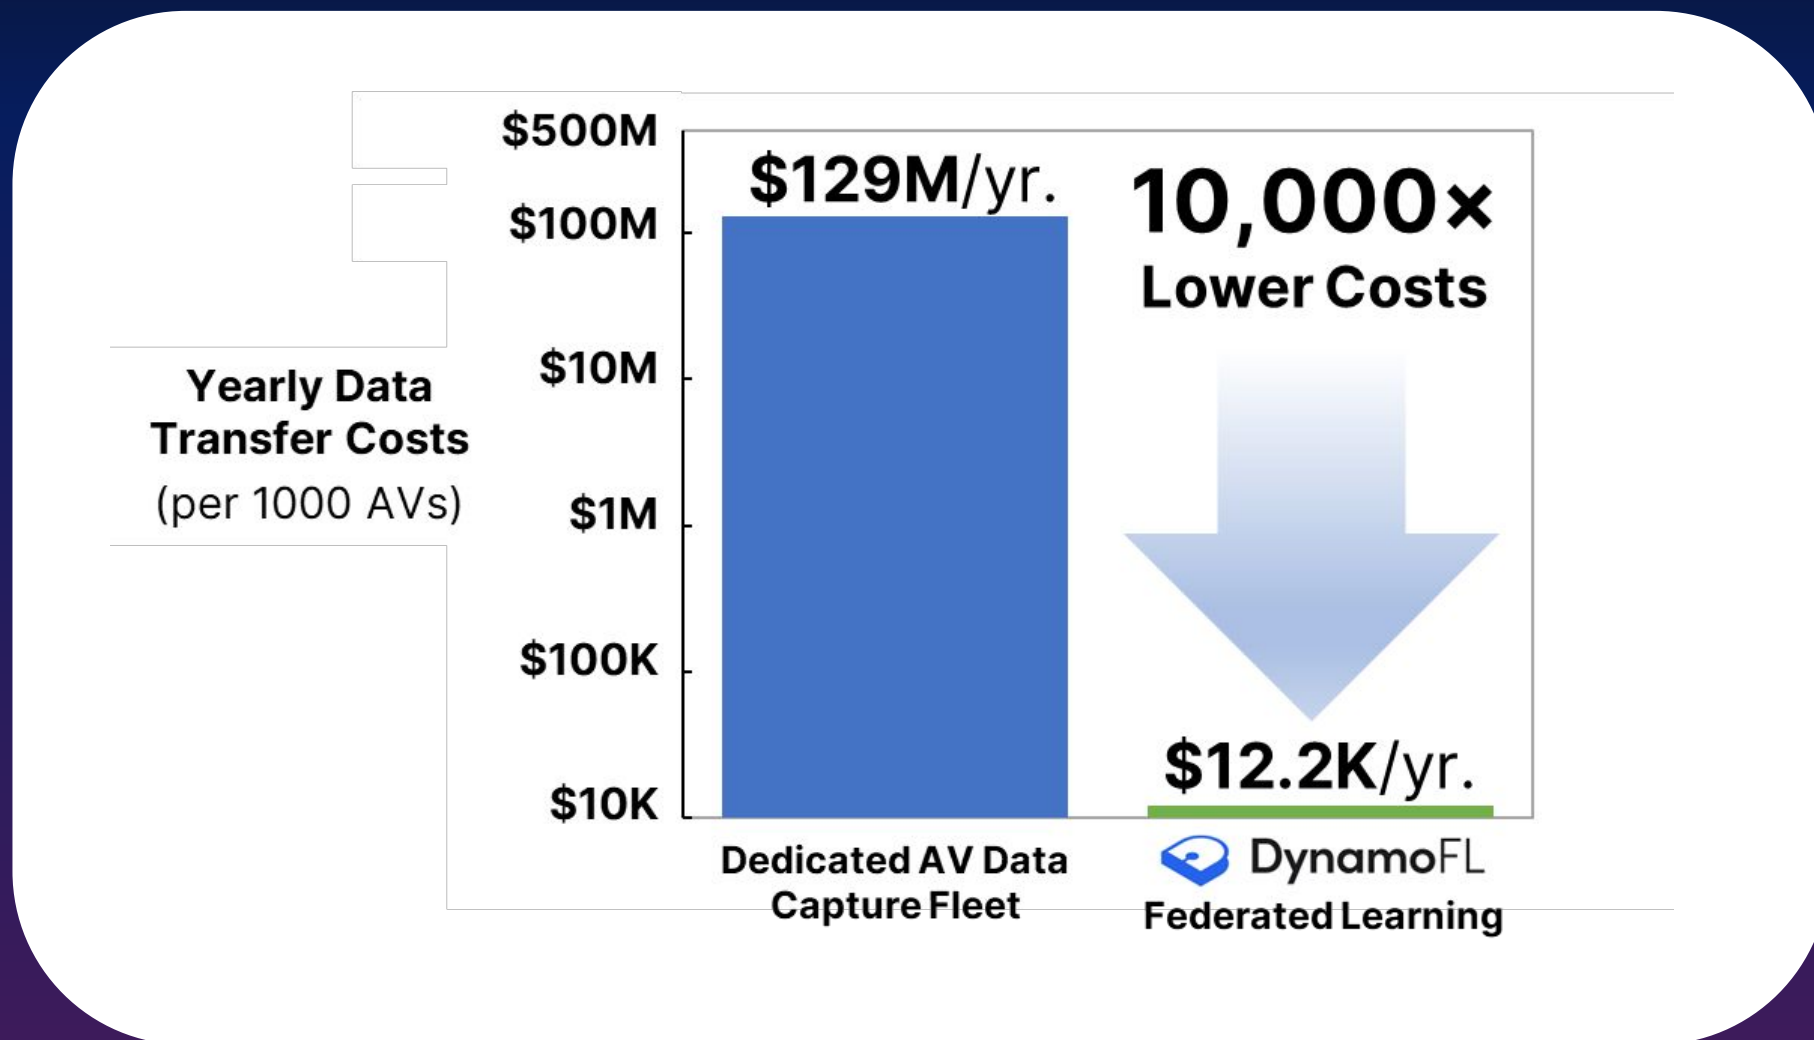 $500M
$129M/yr.
10,000×
$100M
Lower Costs
$10M
Yearly Data
Transfer Costs
(per 1000 AVs)
$1M
$100K
$12.2K/yr.
$10K
Dedicated AV Data
Capture Fleet
DynamoFL
Federated Learning